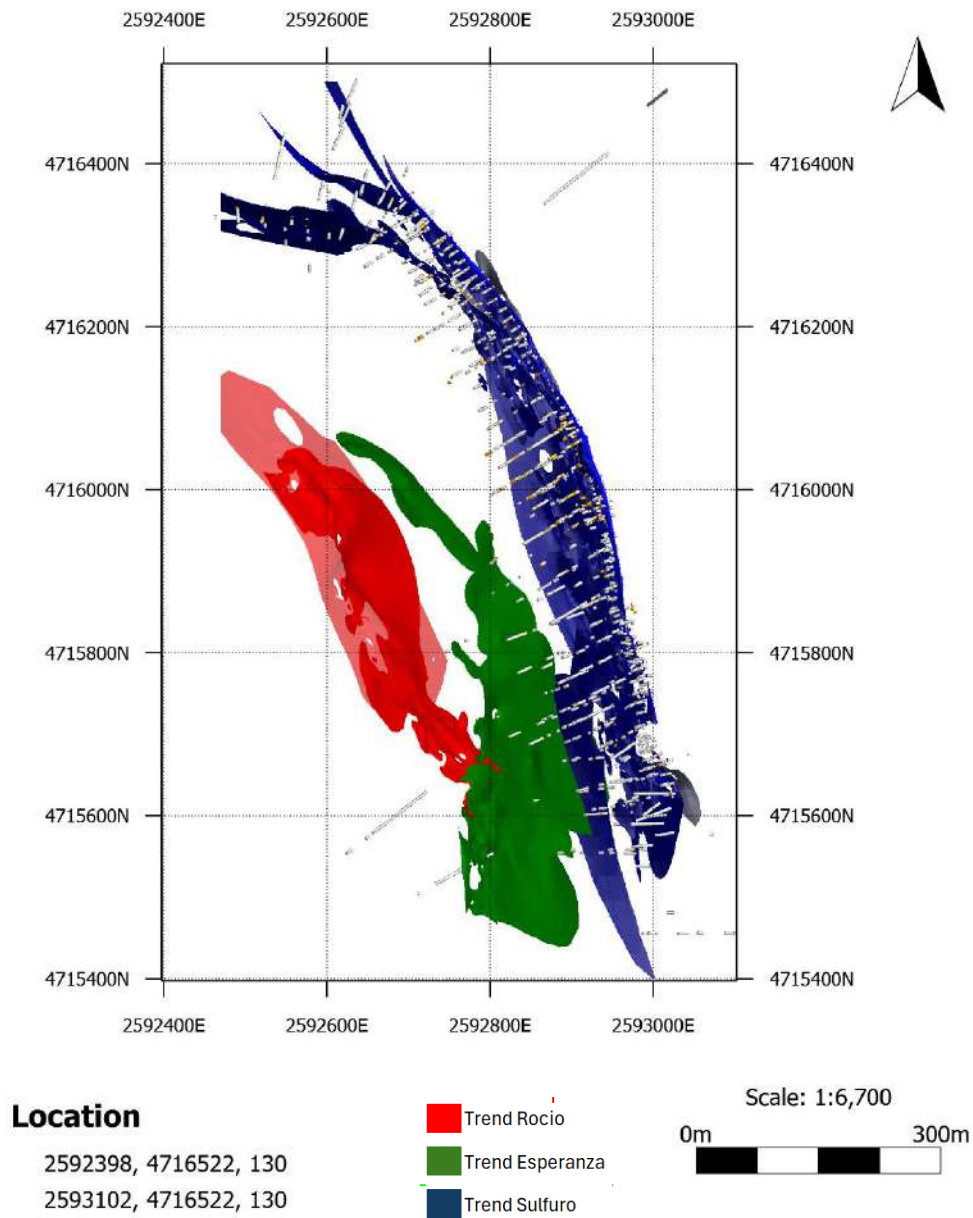 2592400E 2592600E 2592800E 2593000E
4716400N 4716400N
4716200N 4716200N
4716000N 4716000N
4715800N 4715800N
4715600N 4715600N
4715400N 4715400N
2592400E 2592600E 2592800E 2593000E
Location
2592398, 4716522, 130
2593102, 4716522, 130
Trend Rocio
Trend Esperanza
Trend Sulfuro
Scale: 1:6,700
0m 300m